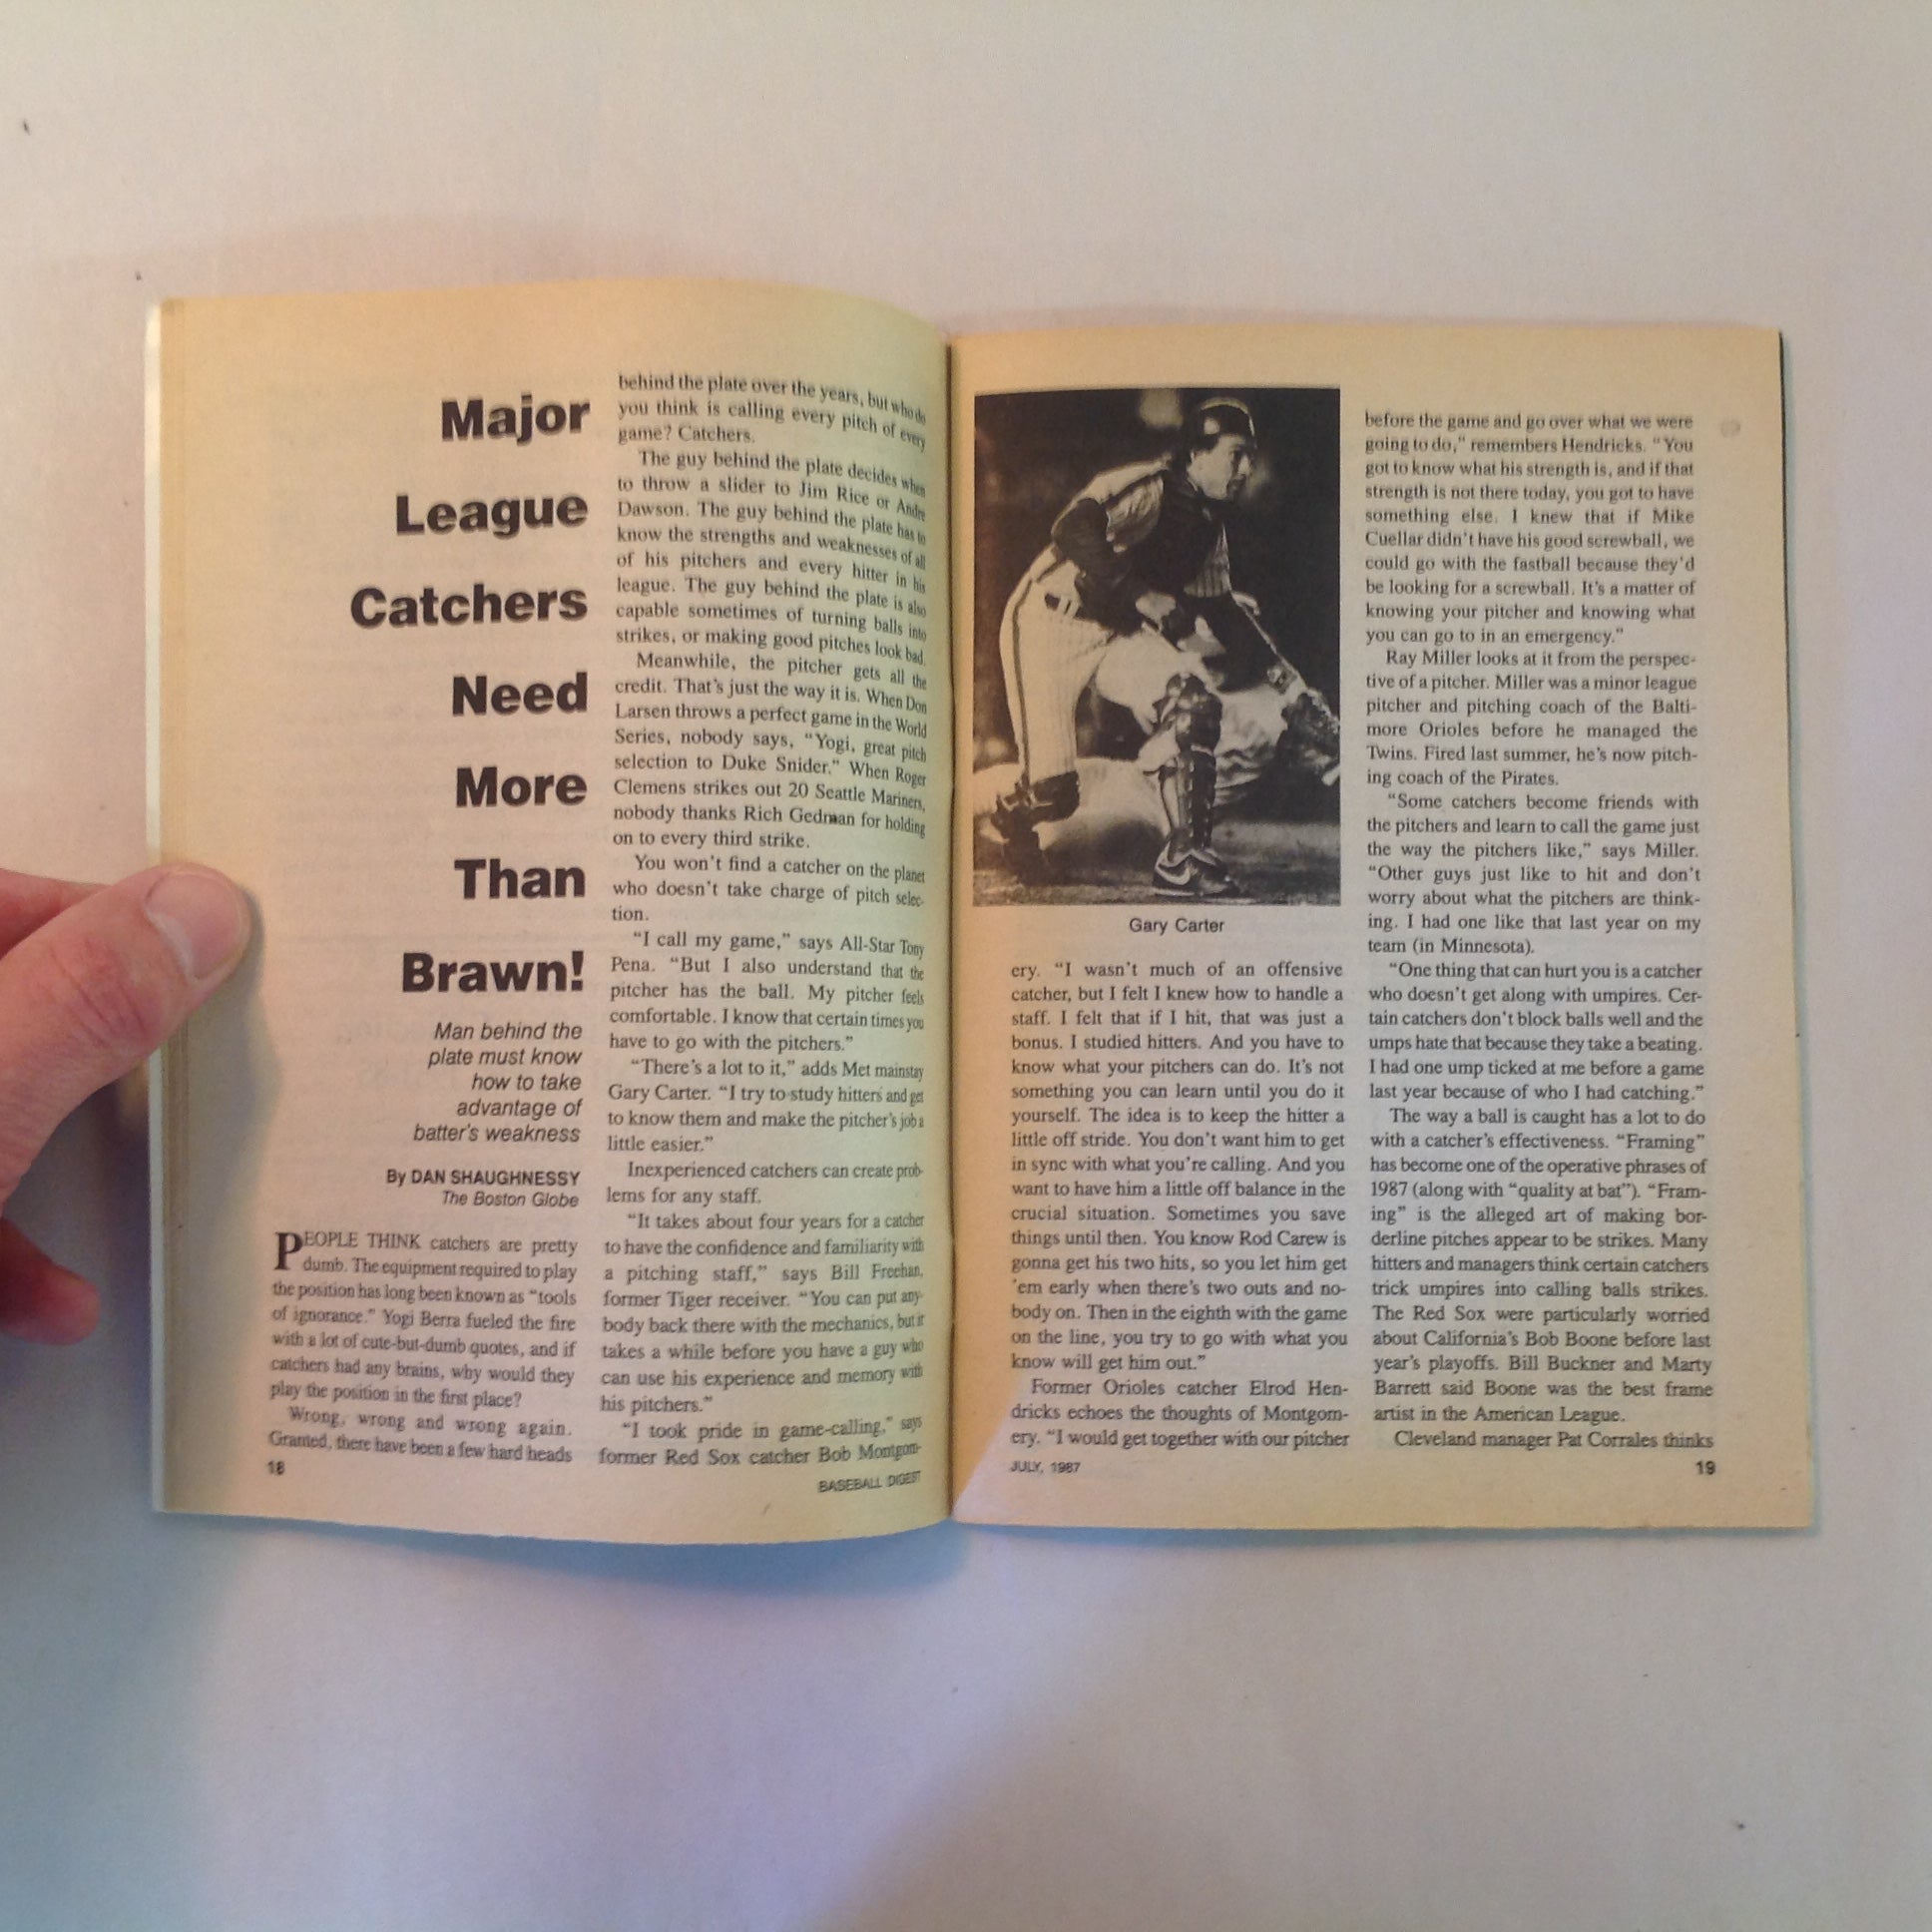 Major
League
Catchers
Need
More
Than
Brawn!
Man behind the
plate must know
how to take
advantage of
batter's weakness
By DAN SHAUGHNESSY
The Boston Globe
PEOPLE THINK catchers are pretty
dumb. The equipment required to play
the position has long been known as “tools
of ignorance.” Yogi Berra fueled the fire
with a lot of cute-but-dumb quotes, and if
catchers had any brains, why would they
play the position in the first place?
Wrong, wrong and wrong again.
Granted, there have been a few hard heads
18
behind the plate over the years, but who do
you think is calling every pitch of every
game? Catchers.
The guy behind the plate decides when
to throw a slider to Jim Rice or Andre
Dawson. The guy behind the plate has to
know the strengths and weaknesses of all
of his pitchers and every hitter in his
league. The guy behind the plate is also
capable sometimes of turning balls into
strikes, or making good pitches look bad.
Meanwhile, the pitcher gets all the
credit. That's just the way it is. When Don
Larsen throws a perfect game in the World
Series, nobody says, “Yogi, great pitch
selection to Duke Snider.” When Roger
Clemens strikes out 20 Seattle Mariners,
nobody thanks Rich Gedman for holding
on to every third strike.
You won't find a catcher on the planet
who doesn't take charge of pitch selec-
tion.
“I call my game,” says All-Star Tony
Pena. “But I also understand that the
pitcher has the ball. My pitcher feels
comfortable. I know that certain times you
have to go with the pitchers.”
“There's a lot to it,” adds Met mainstay
Gary Carter. “I try to study hitters and get
to know them and make the pitcher's job a
little easier.”
Inexperienced catchers can create prob-
lems for any staff.
“It takes about four years for a catcher
to have the confidence and familiarity with
a pitching staff,” says Bill Freehan,
former Tiger receiver. “You can put any-
body back there with the mechanics, but it
takes a while before you have a guy who
can use his experience and memory with
his pitchers.”
“I took pride in game-calling,” says
former Red Sox catcher Bob Montgom-
BASEBALL DIGEST
Gary Carter
ery. “I wasn't much of an offensive
catcher, but I felt I knew how to handle a
staff. I felt that if I hit, that was just a
bonus. I studied hitters. And you have to
know what your pitchers can do. It's not
something you can learn until you do it
yourself. The idea is to keep the hitter a
little off stride. You don't want him to get
in sync with what you're calling. And you
want to have him a little off balance in the
crucial situation. Sometimes you save
things until then. You know Rod Carew is
gonna get his two hits, so you let him get
'em early when there's two outs and no-
body on. Then in the eighth with the game
on the line, you try to go with what you
know will get him out.”
Former Orioles catcher Elrod Hen-
dricks echoes the thoughts of Montgom-
ery. “I would get together with our pitcher
JULY, 1987
before the game and go over what we were
going to do,” remembers Hendricks. “You
got to know what his strength is, and if that
strength is not there today, you got to have
something else. I knew that if Mike
Cuellar didn't have his good screwball, we
could go with the fastball because they'd
be looking for a screwball. It's a matter of
knowing your pitcher and knowing what
you can go to in an emergency.”
Ray Miller looks at it from the perspec-
tive of a pitcher. Miller was a minor league
pitcher and pitching coach of the Balti-
more Orioles before he managed the
Twins. Fired last summer, he's now pitch-
ing coach of the Pirates.
“Some catchers become friends with
the pitchers and learn to call the game just
the way the pitchers like,” says Miller.
“Other guys just like to hit and don't
worry about what the pitchers are think-
ing. I had one like that last year on my
team (in Minnesota).
“One thing that can hurt you is a catcher
who doesn't get along with umpires. Cer-
tain catchers don't block balls well and the
umps hate that because they take a beating.
I had one ump ticked at me before a game
last year because of who I had catching.”
The way a ball is caught has a lot to do
with a catcher's effectiveness. “Framing”
has become one of the operative phrases of
1987 (along with “quality at bat”). “Fram-
ing” is the alleged art of making bor-
derline pitches appear to be strikes. Many
hitters and managers think certain catchers
trick umpires into calling balls strikes.
The Red Sox were particularly worried
about California's Bob Boone before last
year's playoffs. Bill Buckner and Marty
Barrett said Boone was the best frame
artist in the American League.
Cleveland manager Pat Corrales thinks
19